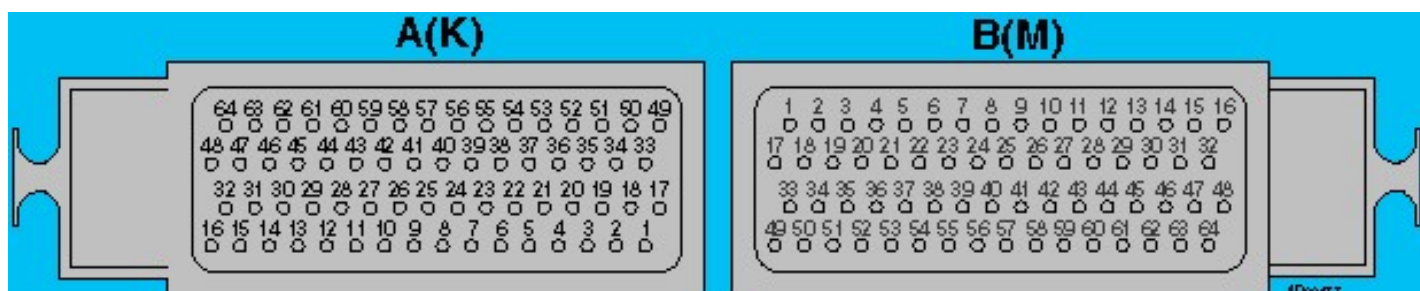 A(K)
64 63 62 61 60 59 58 57 56 55 54 53 52 51 50 49
48 47 46 45 44 43 42 41 40 39 38 37 36 35 34 33
32 31 30 29 28 27 26 25 24 23 22 21 20 19 18 17
16 15 14 13 12 11 10 9 8 7 6 5 4 3 2 1
B(M)
1 2 3 4 5 6 7 8 9 10 11 12 13 14 15 16
17 18 19 20 21 22 23 24 25 26 27 28 29 30 31 32
33 34 35 36 37 38 39 40 41 42 43 44 45 46 47 48
49 50 51 52 53 54 55 56 57 58 59 60 61 62 63 64